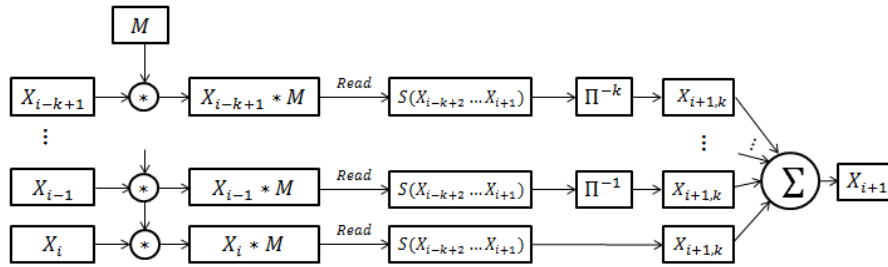 M
X_{i-k+1} * X_{i-k+1} * M Read S(X_{i-k+2} … X_{i+1}) Π^{-k} X_{i+1,k}
⋮ ⋮ ⋮
X_{i-1} * X_{i-1} * M Read S(X_{i-k+2} … X_{i+1}) Π^{-1} X_{i+1,k} Σ X_{i+1}
X_i * X_i * M Read S(X_{i-k+2} … X_{i+1}) X_{i+1,k}